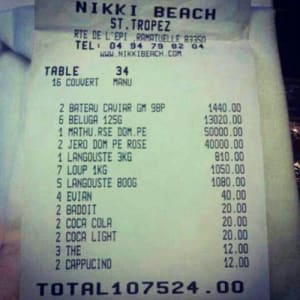 NIKKI BEACH
ST.TROPEZ
RTE DE L'EPI . RAMATUELLE 83350
TEL: 04 94 79 82 04
WWW.NIKKIBEACH.COM
TABLE 34
16 COUVERT MANU
2 BATEAU CAVIAR GM 9BP 1440.00
6 BELUGA 125G 13020.00
1 MATHU.RSE DOM.PE 50000.00
2 JERO DOM PE ROSE 40000.00
1 LANGOUSTE 3KG 810.00
7 LOUP 1KG 1050.00
5 LANGOUSTE 800G 1080.00
4 EVIAN 40.00
2 BADOIT 20.00
2 COCA COLA 20.00
2 COCA LIGHT 20.00
3 THE 12.00
2 CAPPUCINO 12.00
TOTAL107524.00